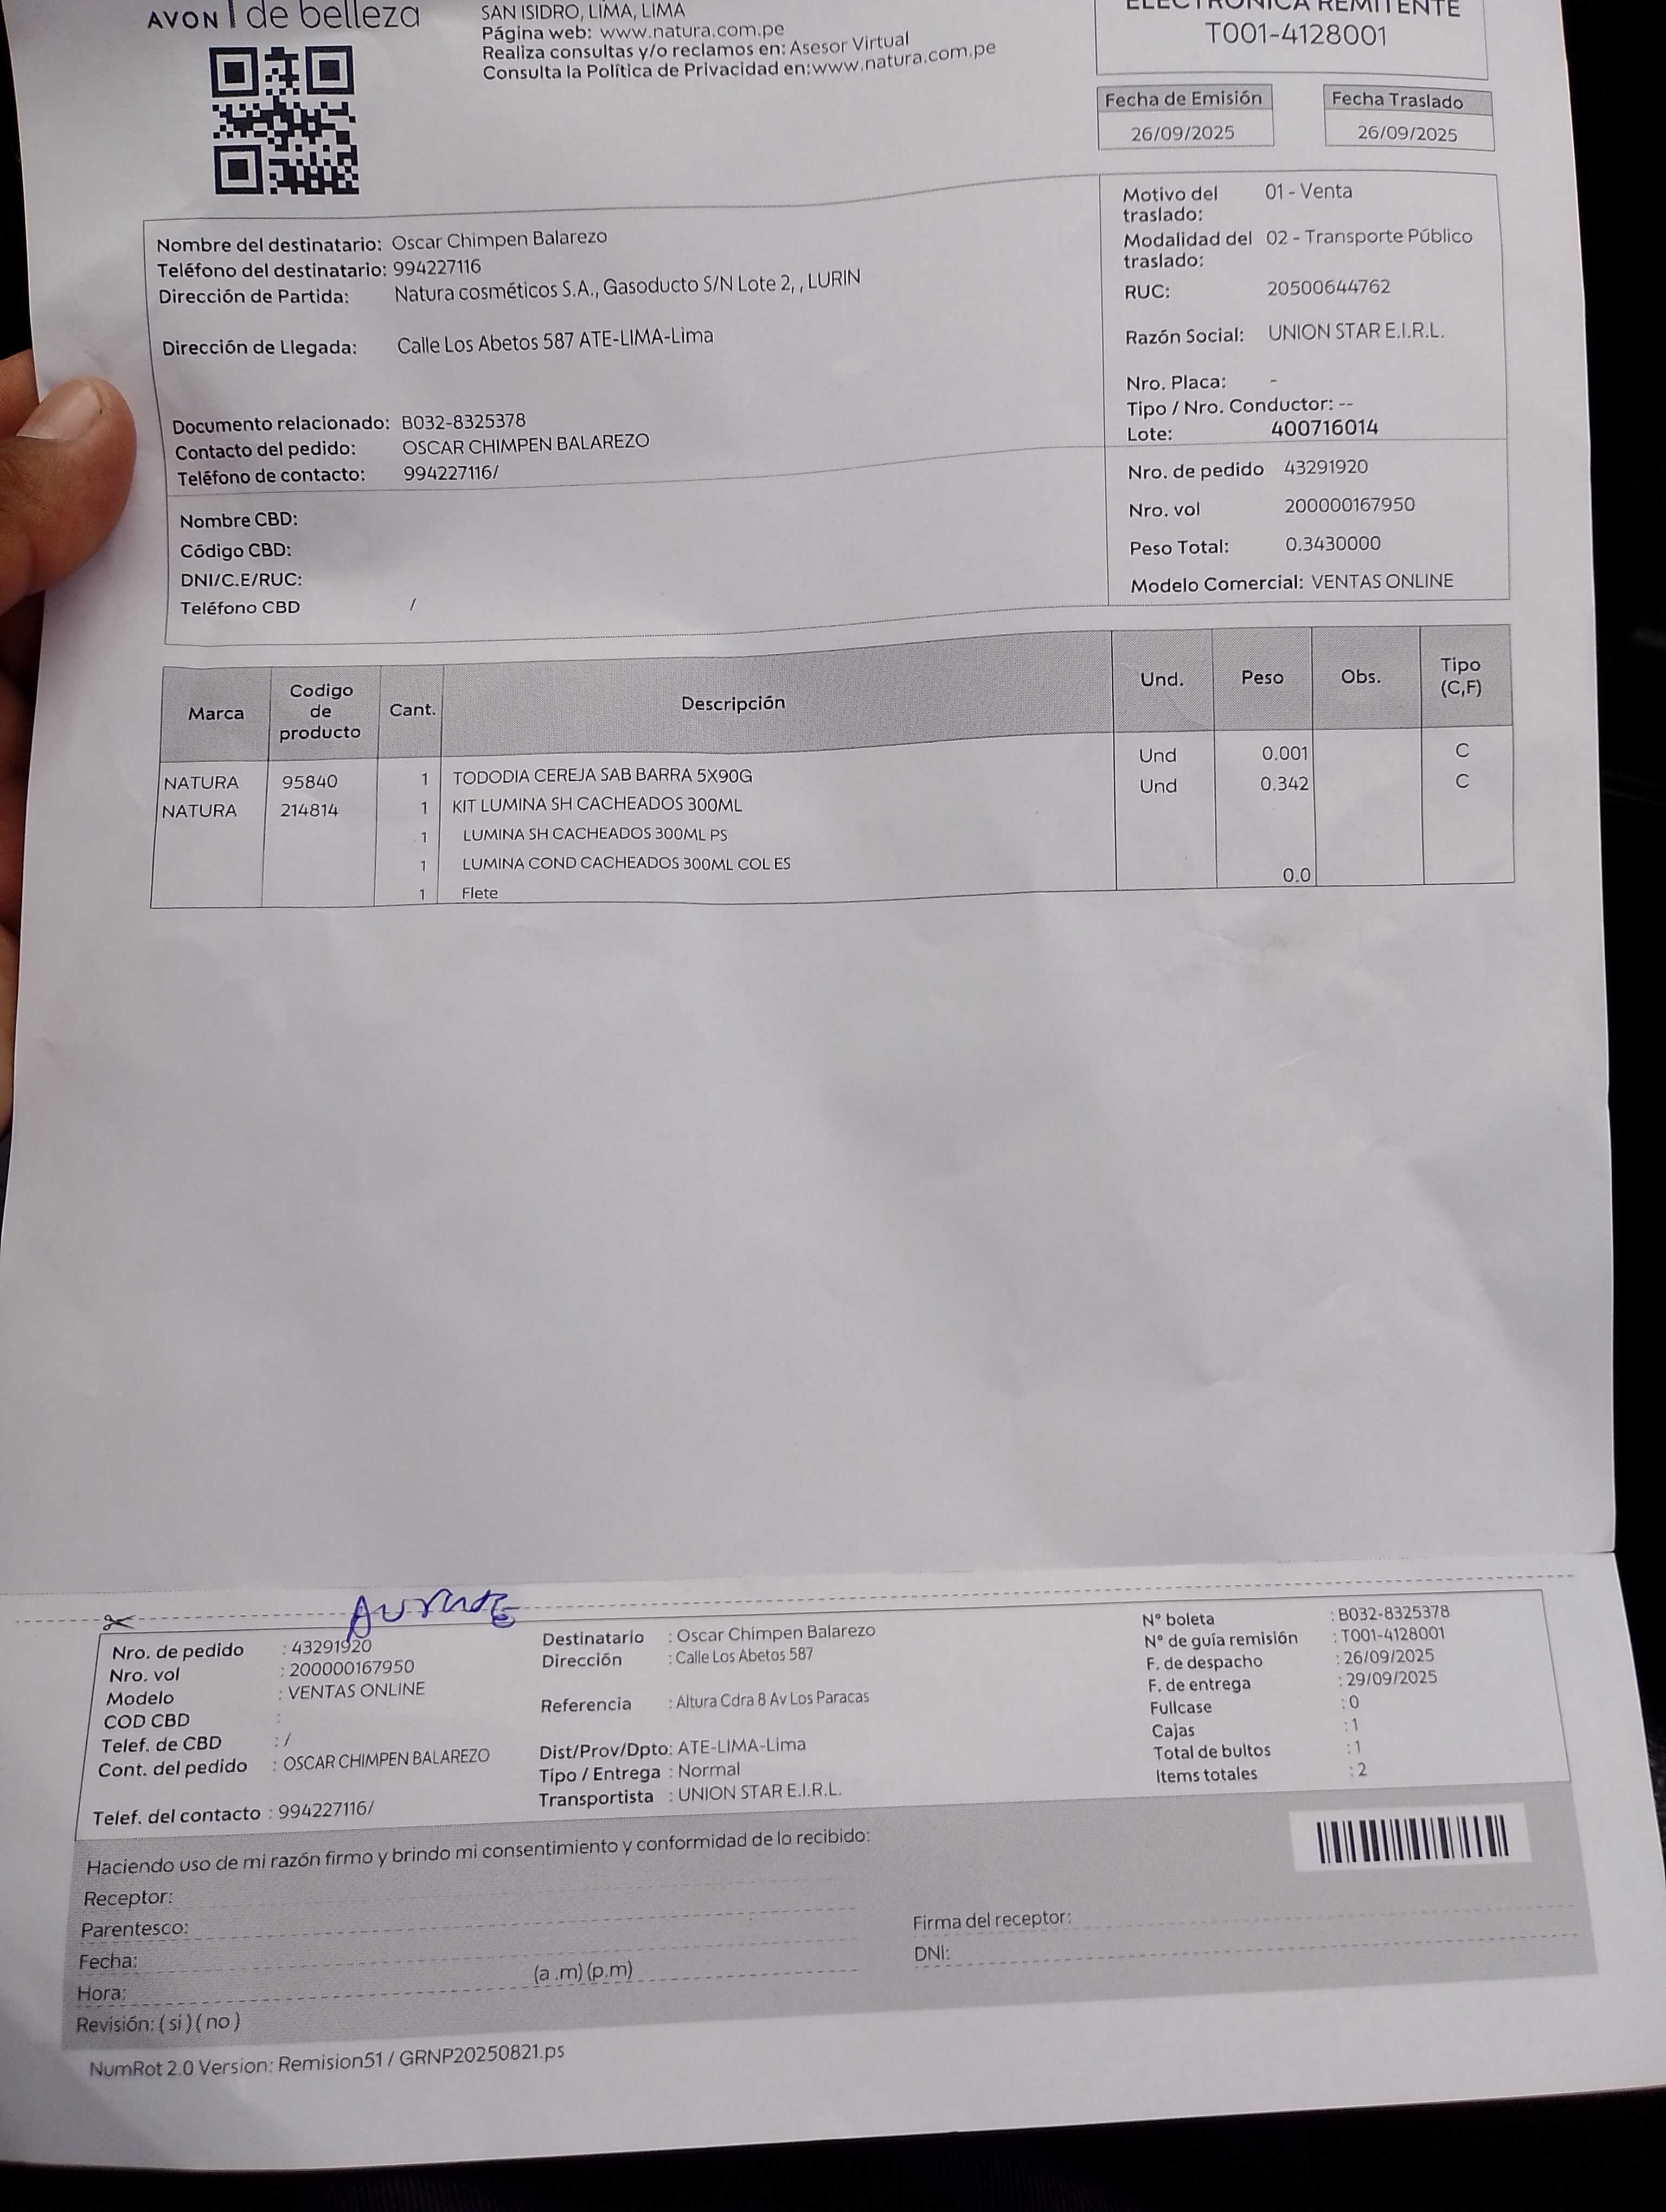 AVON | de belleza
SAN ISIDRO, LIMA, LIMA
Página web: www.natura.com.pe
Realiza consultas y/o reclamos en: Asesor Virtual
Consulta la Política de Privacidad en:www.natura.com.pe
ELECTRÓNICA REMITENTE
T001-4128001
Fecha de Emisión
26/09/2025
Fecha Traslado
26/09/2025
Nombre del destinatario: Oscar Chimpen Balarezo
Teléfono del destinatario: 994227116
Dirección de Partida: Natura cosméticos S.A., Gasoducto S/N Lote 2, , LURIN
Dirección de Llegada: Calle Los Abetos 587 ATE-LIMA-Lima
Documento relacionado: B032-8325378
Contacto del pedido: OSCAR CHIMPEN BALAREZO
Teléfono de contacto: 994227116/
Nombre CBD:
Código CBD:
DNI/C.E/RUC:
Teléfono CBD /
Motivo del traslado: 01 - Venta
Modalidad del traslado: 02 - Transporte Público
RUC: 20500644762
Razón Social: UNION STAR E.I.R.L.
Nro. Placa: -
Tipo / Nro. Conductor: --
Lote: 400716014
Nro. de pedido 43291920
Nro. vol 200000167950
Peso Total: 0.3430000
Modelo Comercial: VENTAS ONLINE
Marca Codigo de producto Cant. Descripción Und. Peso Obs. Tipo (C,F)
NATURA 95840 1 TODODIA CEREJA SAB BARRA 5X90G Und 0.001 C
NATURA 214814 1 KIT LUMINA SH CACHEADOS 300ML Und 0.342 C
1 LUMINA SH CACHEADOS 300ML PS
1 LUMINA COND CACHEADOS 300ML COL ES
1 Flete 0.0
Nro. de pedido : 43291920
Nro. vol : 200000167950
Modelo : VENTAS ONLINE
COD CBD :
Telef. de CBD : /
Cont. del pedido : OSCAR CHIMPEN BALAREZO
Telef. del contacto : 994227116/
Destinatario : Oscar Chimpen Balarezo
Dirección : Calle Los Abetos 587
Referencia : Altura Cdra 8 Av Los Paracas
Dist/Prov/Dpto: ATE-LIMA-Lima
Tipo / Entrega : Normal
Transportista : UNION STAR E.I.R.L.
N° boleta : B032-8325378
N° de guía remisión : T001-4128001
F. de despacho : 26/09/2025
F. de entrega : 29/09/2025
Fullcase : 0
Cajas : 1
Total de bultos : 1
Items totales : 2
Haciendo uso de mi razón firmo y brindo mi consentimiento y conformidad de lo recibido:
Receptor:
Parentesco:
Fecha:
Hora: (a .m) (p.m)
Revisión: ( si ) ( no )
Firma del receptor:
DNI:
NumRot 2.0 Version: Remision51 / GRNP20250821.ps